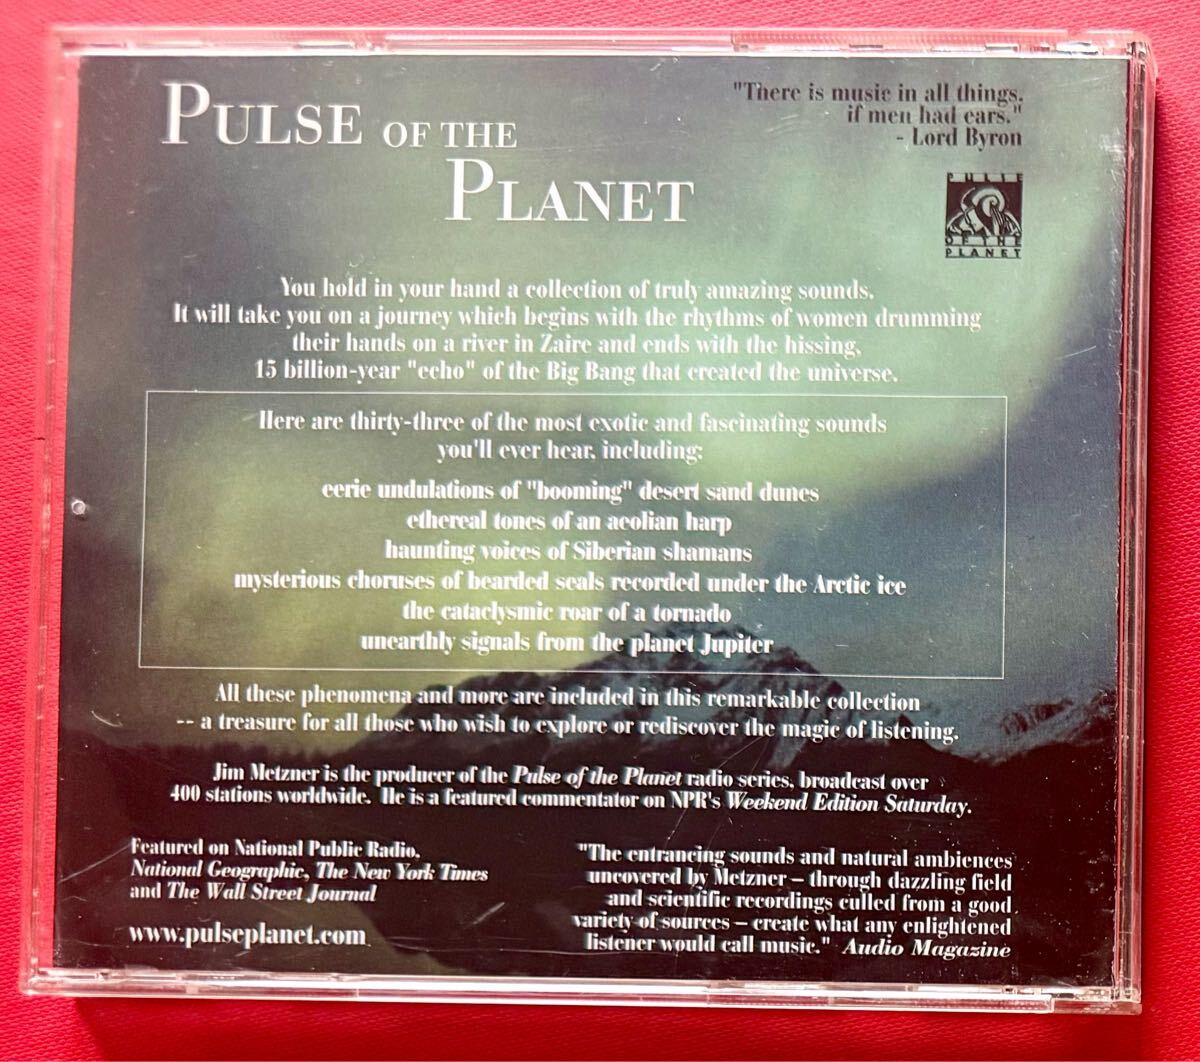 PULSE OF THE
PLANET
"There is music in all things,
if men had ears."
- Lord Byron
PULSE
OF THE
PLANET
You hold in your hand a collection of truly amazing sounds.
It will take you on a journey which begins with the rhythms of women drumming
their hands on a river in Zaire and ends with the hissing,
15 billion-year "echo" of the Big Bang that created the universe.
Here are thirty-three of the most exotic and fascinating sounds
you'll ever hear, including:
eerie undulations of "booming" desert sand dunes
ethereal tones of an aeolian harp
haunting voices of Siberian shamans
mysterious choruses of bearded seals recorded under the Arctic ice
the cataclysmic roar of a tornado
unearthly signals from the planet Jupiter
All these phenomena and more are included in this remarkable collection
-- a treasure for all those who wish to explore or rediscover the magic of listening.
Jim Metzner is the producer of the Pulse of the Planet radio series, broadcast over
400 stations worldwide. He is a featured commentator on NPR's Weekend Edition Saturday.
Featured on National Public Radio,
National Geographic, The New York Times
and The Wall Street Journal
www.pulseplanet.com
"The entrancing sounds and natural ambiences
uncovered by Metzner – through dazzling field
and scientific recordings culled from a good
variety of sources – create what any enlightened
listener would call music." Audio Magazine